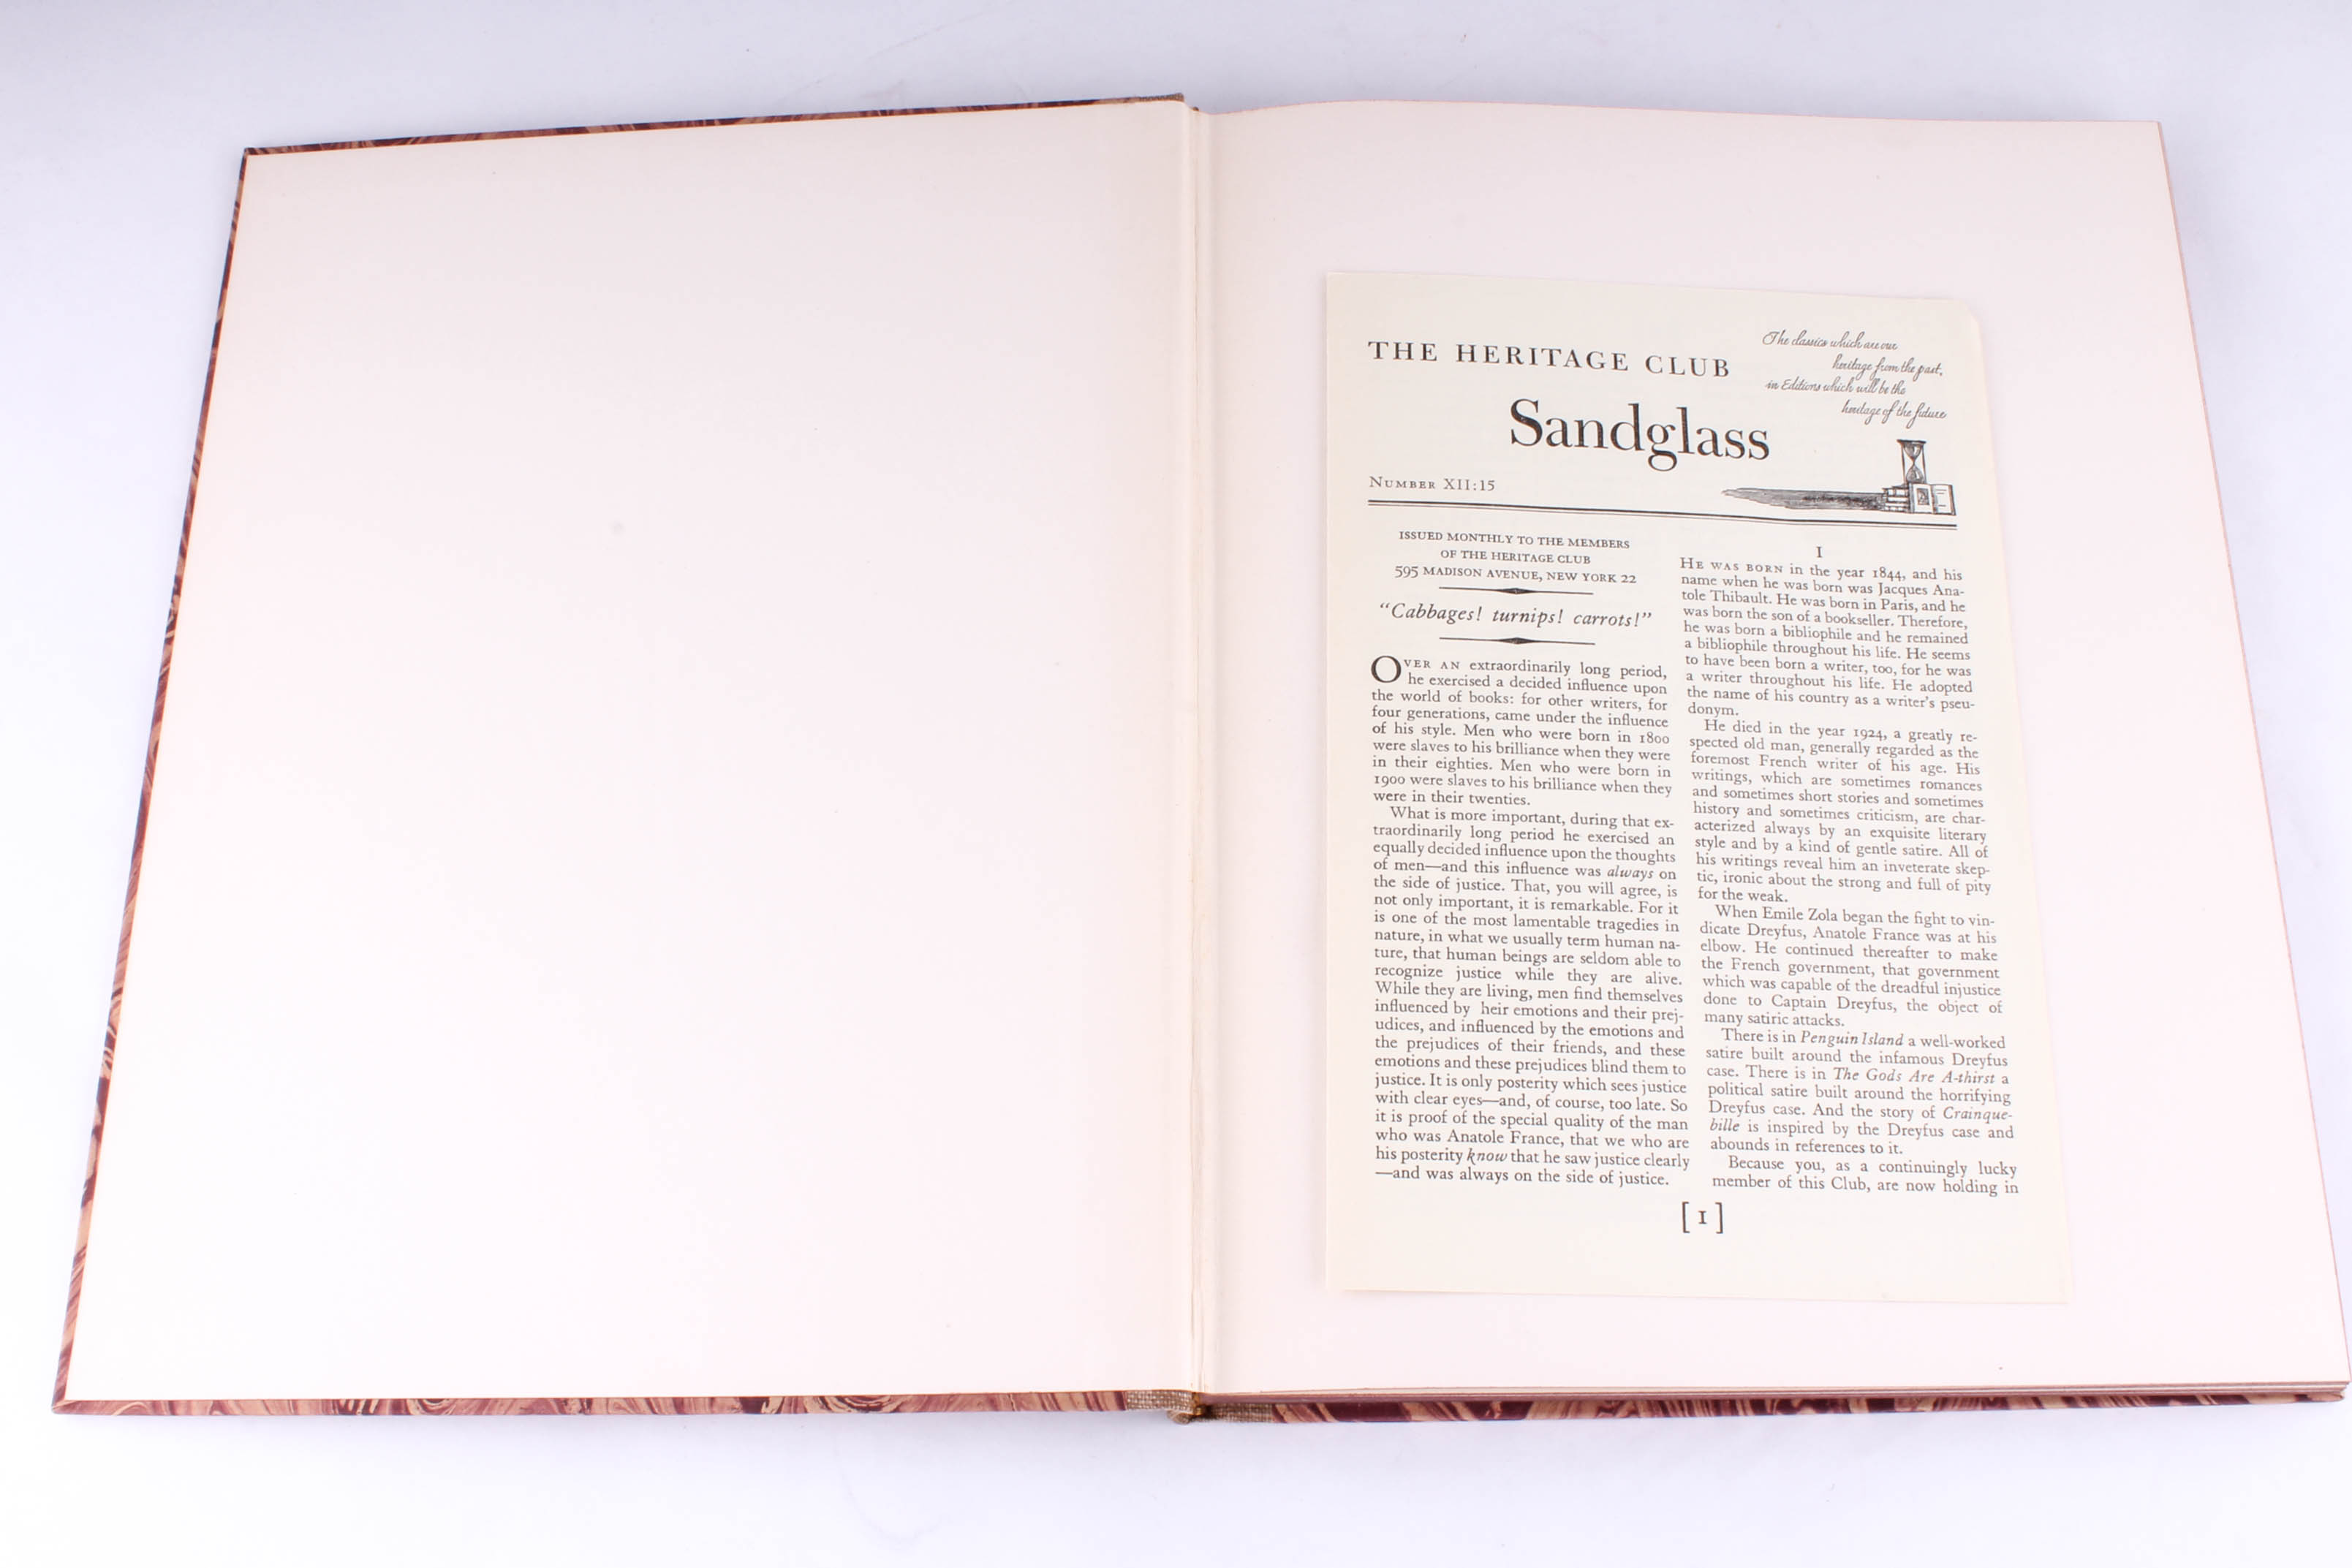 THE HERITAGE CLUB
The classics which are our
heritage from the past,
in Editions which will be the
heritage of the future
Sandglass
NUMBER XII:15
ISSUED MONTHLY TO THE MEMBERS
OF THE HERITAGE CLUB
595 MADISON AVENUE, NEW YORK 22
"Cabbages! turnips! carrots!"
OVER AN extraordinarily long period,
he exercised a decided influence upon
the world of books: for other writers, for
four generations, came under the influence
of his style. Men who were born in 1800
were slaves to his brilliance when they were
in their eighties. Men who were born in
1900 were slaves to his brilliance when they
were in their twenties.
What is more important, during that ex-
traordinarily long period he exercised an
equally decided influence upon the thoughts
of men—and this influence was always on
the side of justice. That, you will agree, is
not only important, it is remarkable. For it
is one of the most lamentable tragedies in
nature, in what we usually term human na-
ture, that human beings are seldom able to
recognize justice while they are alive.
While they are living, men find themselves
influenced by heir emotions and their prej-
udices, and influenced by the emotions and
the prejudices of their friends, and these
emotions and these prejudices blind them to
justice. It is only posterity which sees justice
with clear eyes—and, of course, too late. So
it is proof of the special quality of the man
who was Anatole France, that we who are
his posterity know that he saw justice clearly
—and was always on the side of justice.
I
HE WAS BORN in the year 1844, and his
name when he was born was Jacques Ana-
tole Thibault. He was born in Paris, and he
was born the son of a bookseller. Therefore,
he was born a bibliophile and he remained
a bibliophile throughout his life. He seems
to have been born a writer, too, for he was
a writer throughout his life. He adopted
the name of his country as a writer's pseu-
donym.
He died in the year 1924, a greatly re-
spected old man, generally regarded as the
foremost French writer of his age. His
writings, which are sometimes romances
and sometimes short stories and sometimes
history and sometimes criticism, are char-
acterized always by an exquisite literary
style and by a kind of gentle satire. All of
his writings reveal him an inveterate skep-
tic, ironic about the strong and full of pity
for the weak.
When Emile Zola began the fight to vin-
dicate Dreyfus, Anatole France was at his
elbow. He continued thereafter to make
the French government, that government
which was capable of the dreadful injustice
done to Captain Dreyfus, the object of
many satiric attacks.
There is in Penguin Island a well-worked
satire built around the infamous Dreyfus
case. There is in The Gods Are A-thirst a
political satire built around the horrifying
Dreyfus case. And the story of Crainque-
bille is inspired by the Dreyfus case and
abounds in references to it.
Because you, as a continuingly lucky
member of this Club, are now holding in
[1]